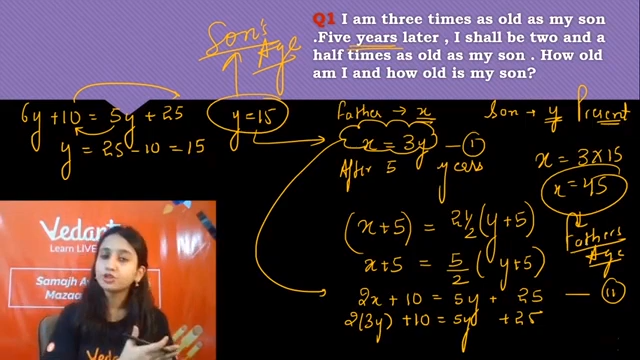 Q1 I am three times as old as my son
.Five years later , I shall be two and a
half times as old as my son . How old
am I and how old is my son?
Son's
Age
6y+10 = 5y + 25
y = 25 - 10 = 15
y = 15
Father → x
Son → y Present
x = 3y — ①
After 5 years
(x+5) = 2½(y+5)
x+5 = 5/2 (y+5)
2x + 10 = 5y + 25 — ⑪
2(3y) + 10 = 5y + 25
x = 3×15
x = 45
Father's
Age
Vedantu
Learn LIVE
Samajh A
Mazaa